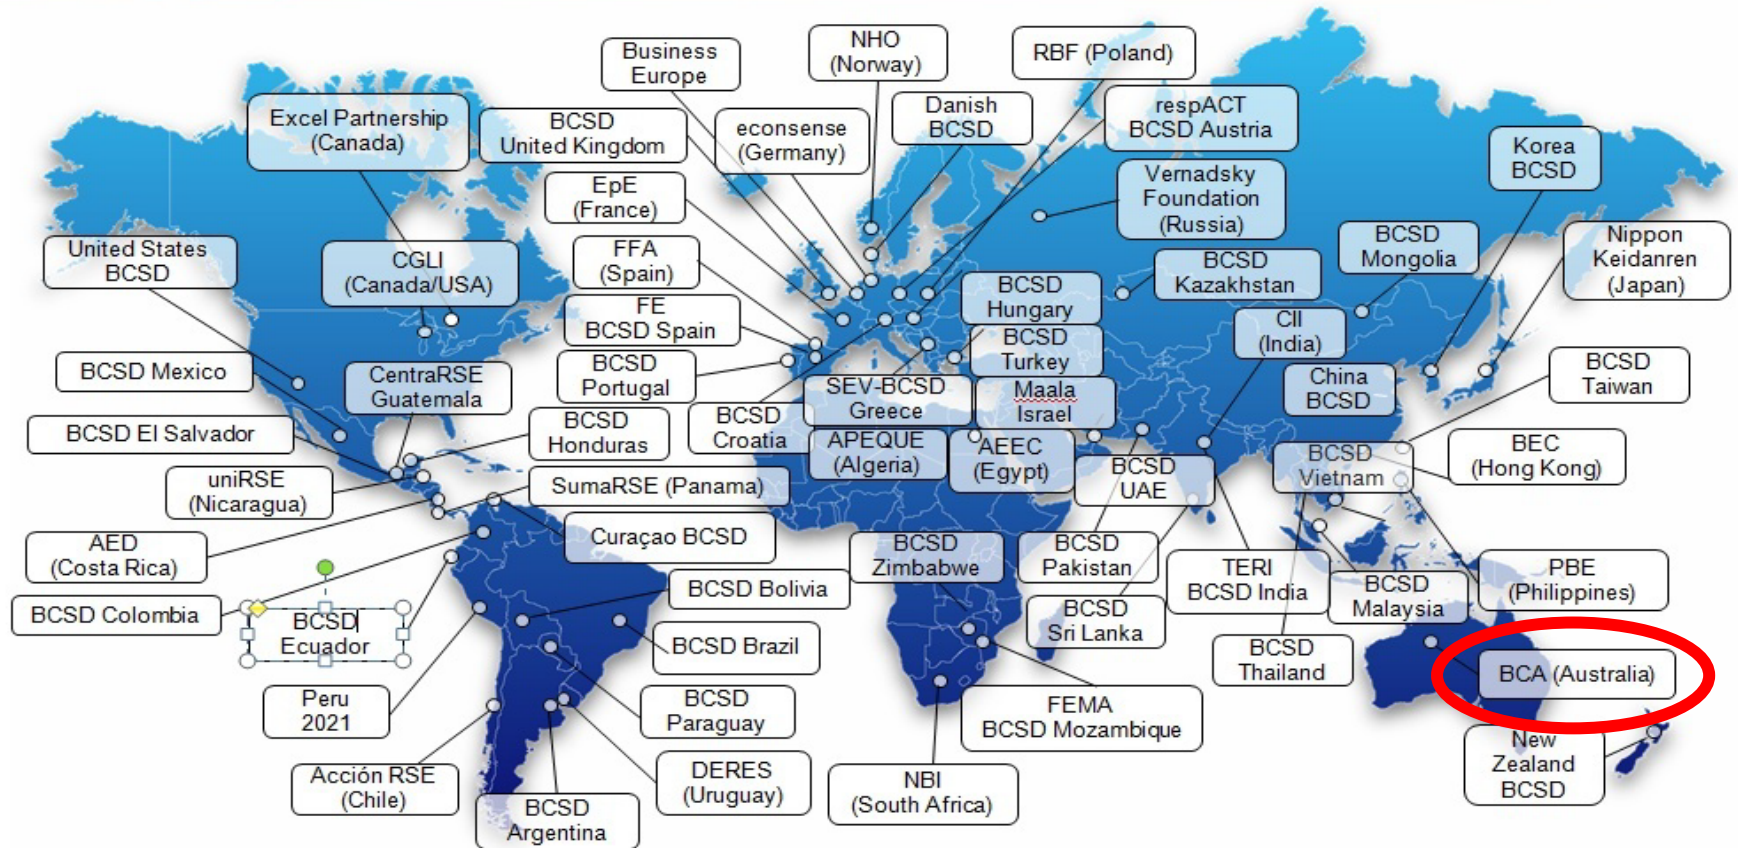 Business
Europe
NHO
(Norway)
RBF (Poland)
Excel Partnership
(Canada)
BCSD
United Kingdom
econsense
(Germany)
Danish
BCSD
respACT
BCSD Austria
Korea
BCSD
EpE
(France)
Vernadsky
Foundation
(Russia)
United States
BCSD
CGLI
(Canada/USA)
FFA
(Spain)
BCSD
Kazakhstan
BCSD
Mongolia
Nippon
Keidanren
(Japan)
FE
BCSD Spain
BCSD
Hungary
CII
(India)
BCSD Mexico
CentraRSE
Guatemala
BCSD
Portugal
BCSD
Turkey
China
BCSD
BCSD
Taiwan
SEV-BCSD
Greece
Maala
Israel
BCSD El Salvador
BCSD
Honduras
BCSD
Croatia
APEQUE
(Algeria)
AEEC
(Egypt)
BCSD
UAE
BCSD
Vietnam
BEC
(Hong Kong)
uniRSE
(Nicaragua)
SumaRSE (Panama)
AED
(Costa Rica)
Curaçao BCSD
BCSD
Zimbabwe
BCSD
Pakistan
TERI
BCSD India
BCSD
Malaysia
PBE
(Philippines)
BCSD Colombia
BCSD
Ecuador
BCSD Bolivia
BCSD
Sri Lanka
BCSD Brazil
BCSD
Thailand
BCA (Australia)
Peru
2021
BCSD
Paraguay
FEMA
BCSD Mozambique
New
Zealand
BCSD
Acción RSE
(Chile)
BCSD
Argentina
DERES
(Uruguay)
NBI
(South Africa)